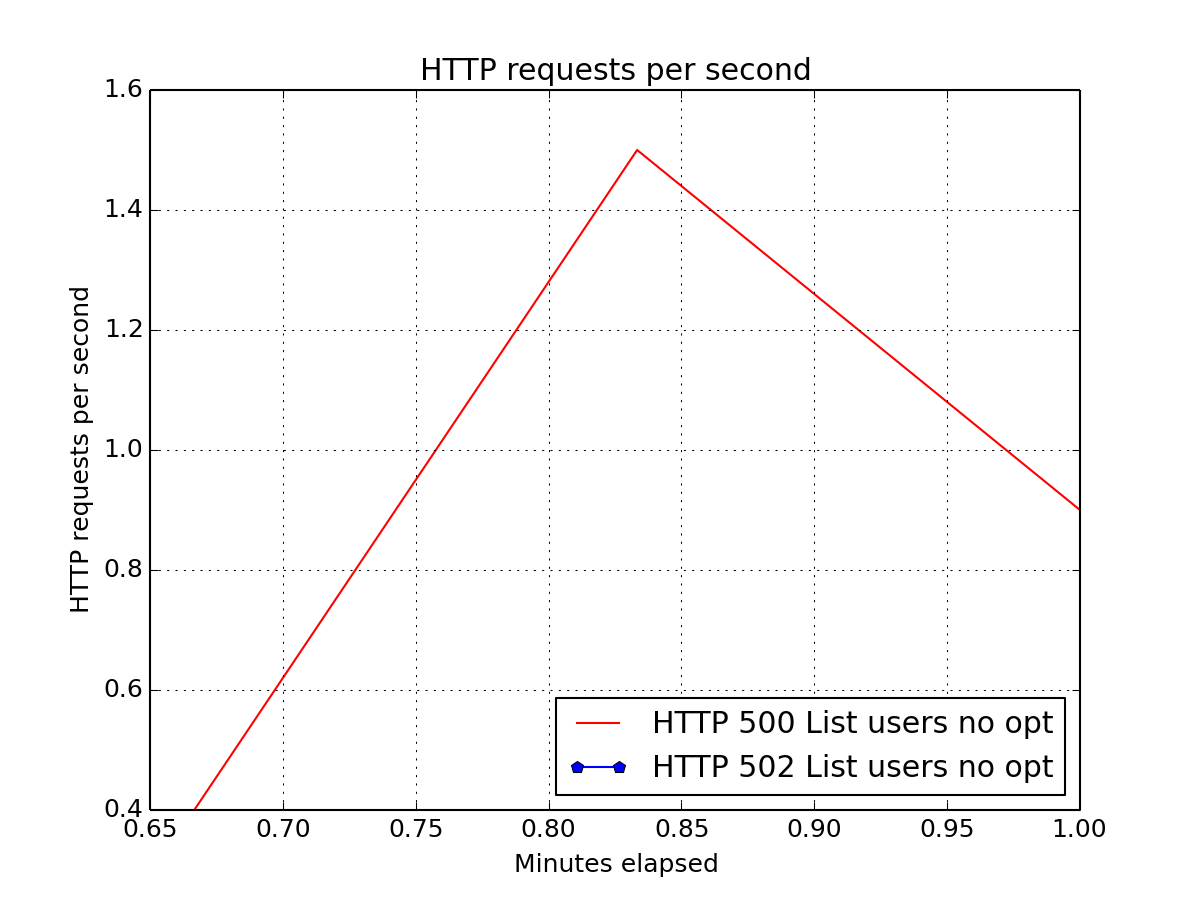 HTTP requests per second
1.6
1.4
1.2
1.0
0.8
0.6
0.4
HTTP requests per second
HTTP 500 List users no opt
HTTP 502 List users no opt
0.65 0.70 0.75 0.80 0.85 0.90 0.95 1.00
Minutes elapsed